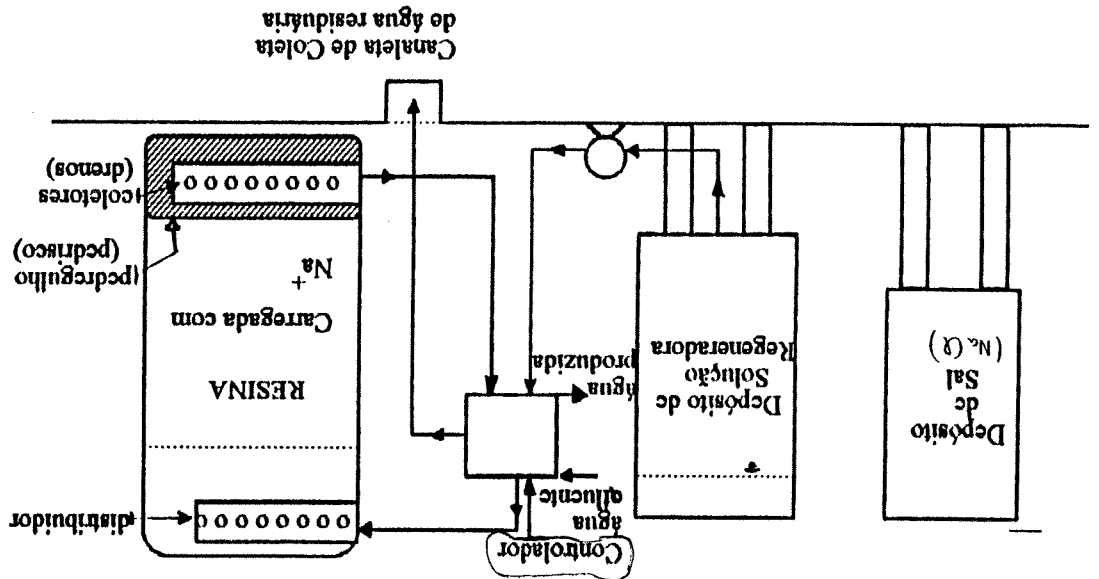 Controlador
água
afluente
distribuidor
Depósito
de
Sal
(NaCl)
Depósito de
Solução
Regeneradora
água
produzida
RESINA
Carregada com
Na+
pedregulho
(pedrisco)
coletores
(drenos)
Canaleta de Coleta
de água residuária